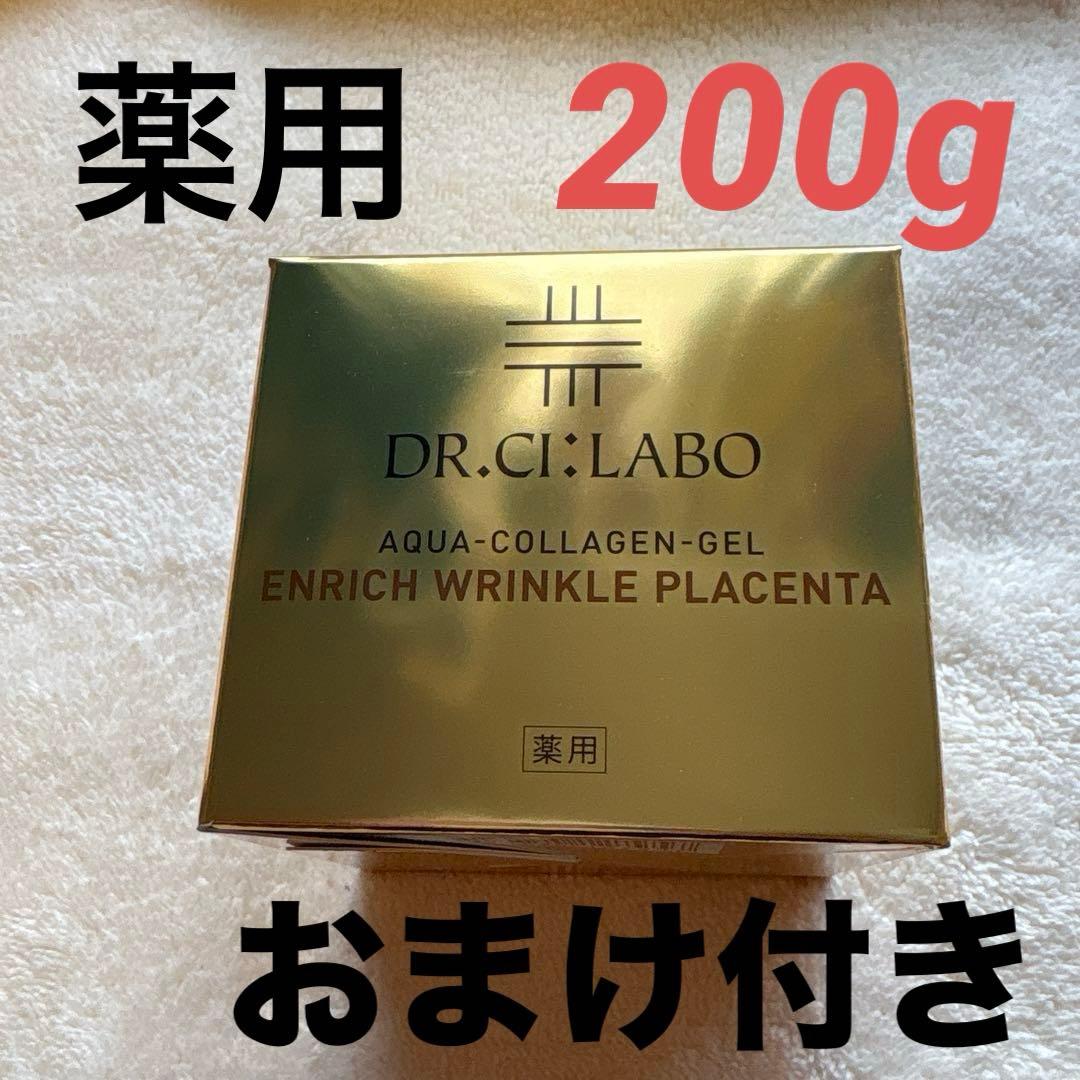 薬用 200g
DR.CI:LABO
AQUA-COLLAGEN-GEL
ENRICH WRINKLE PLACENTA
薬用
おまけ付き